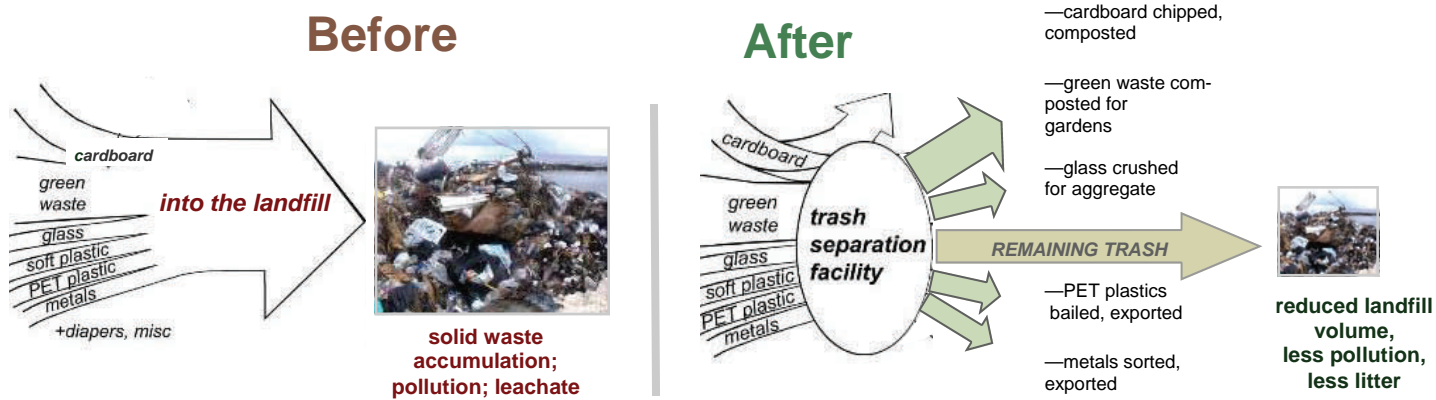 Before
cardboard
green
waste
into the landfill
glass
soft plastic
PET plastic
metals
+diapers, misc
solid waste
accumulation;
pollution; leachate
After
cardboard
green
waste
glass
soft plastic
PET plastic
metals
trash
separation
facility
—cardboard chipped,
composted
—green waste com-
posted for
gardens
—glass crushed
for aggregate
REMAINING TRASH
—PET plastics
bailed, exported
—metals sorted,
exported
reduced landfill
volume,
less pollution,
less litter